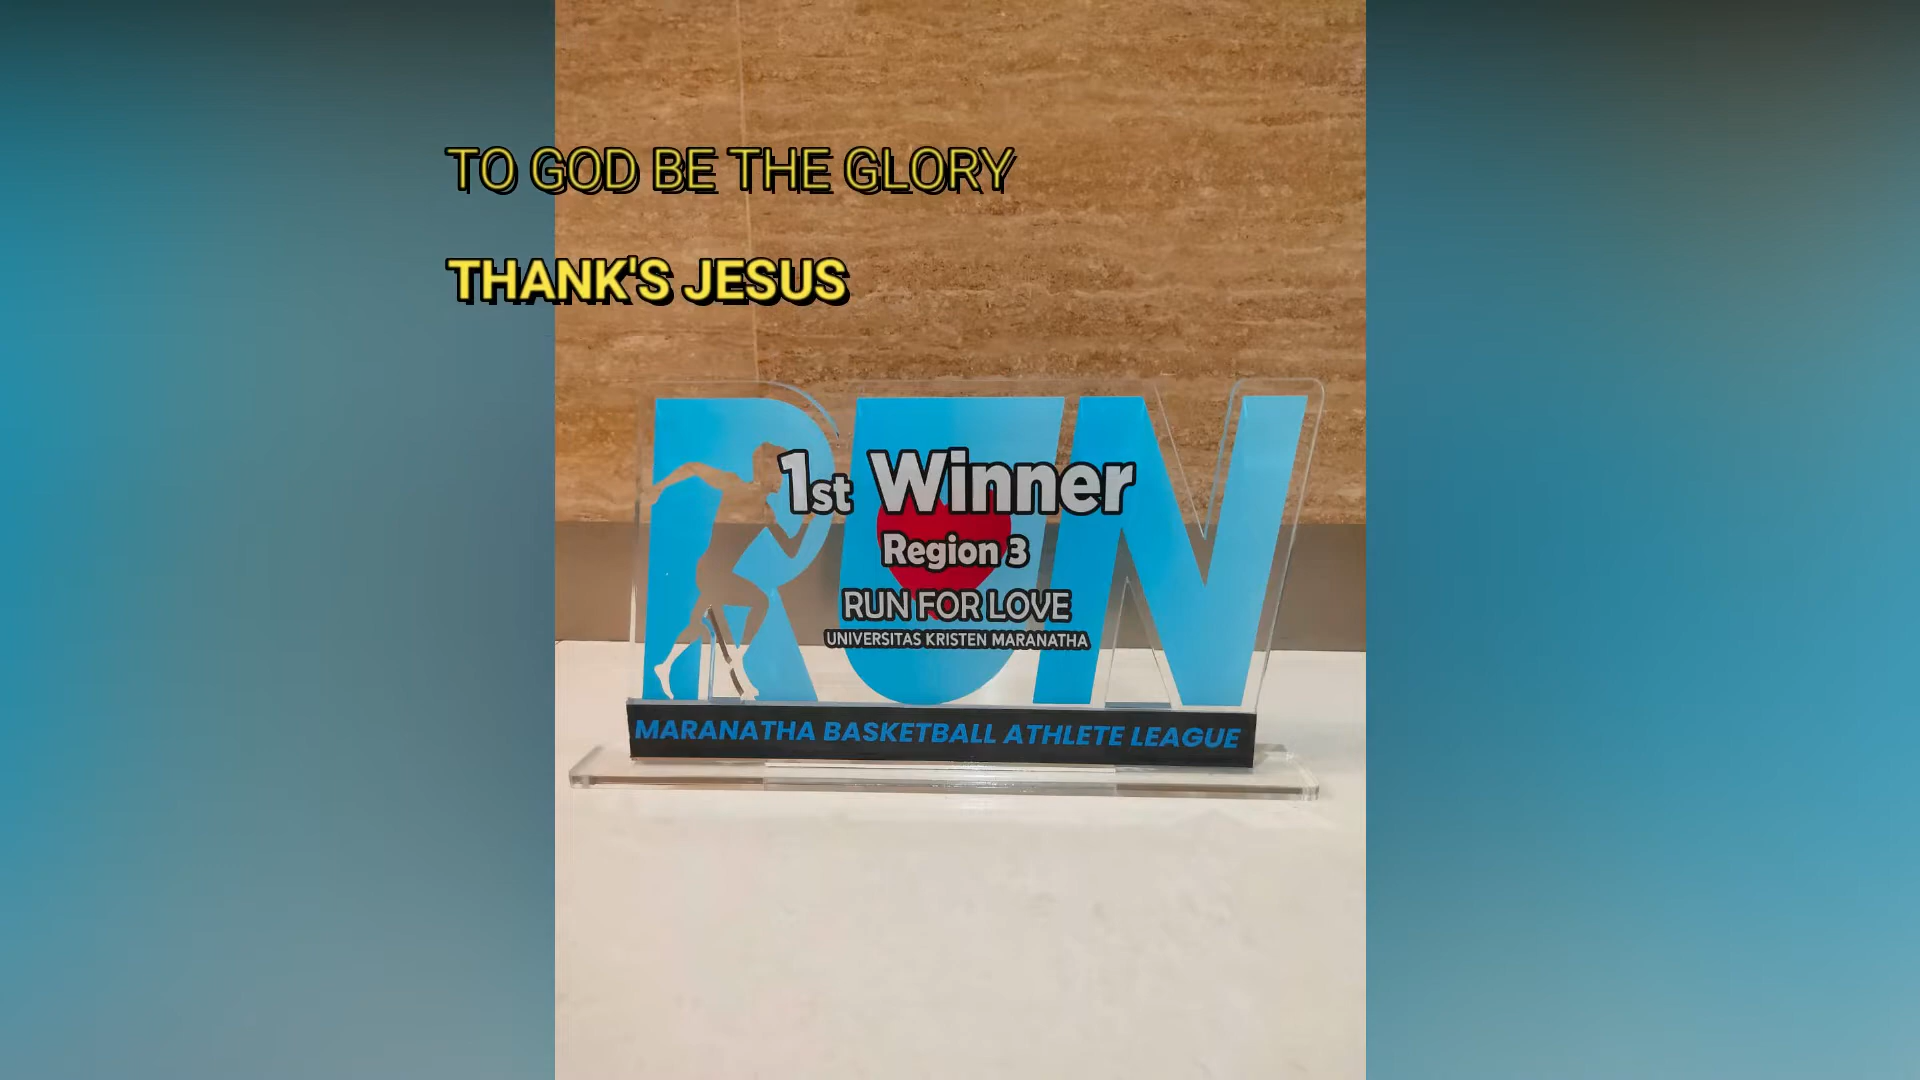 TO GOD BE THE GLORY
THANK'S JESUS
RUN
1st Winner
Region 3
RUN FOR LOVE
UNIVERSITAS KRISTEN MARANATHA
MARANATHA BASKETBALL ATHLETE LEAGUE